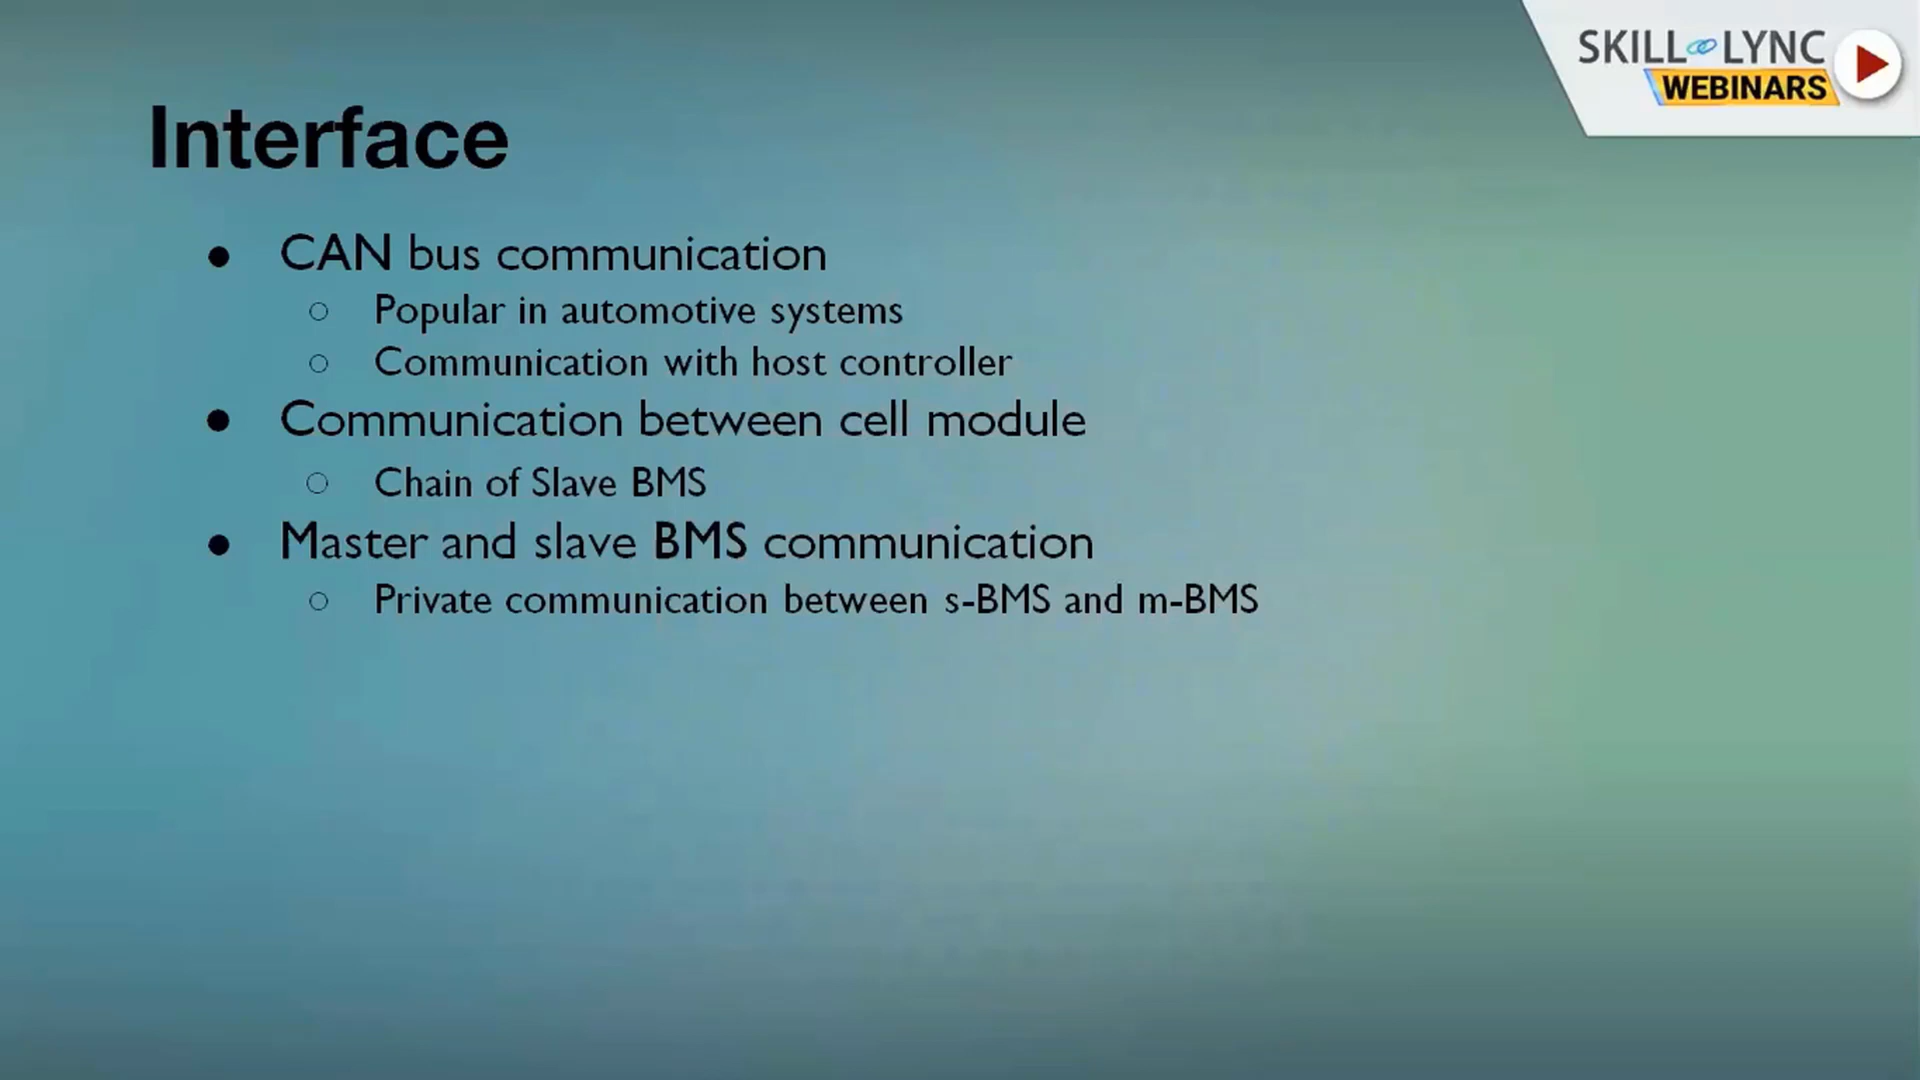 SKILL LYNC
WEBINARS
Interface
● CAN bus communication
○ Popular in automotive systems
○ Communication with host controller
● Communication between cell module
○ Chain of Slave BMS
● Master and slave BMS communication
○ Private communication between s-BMS and m-BMS